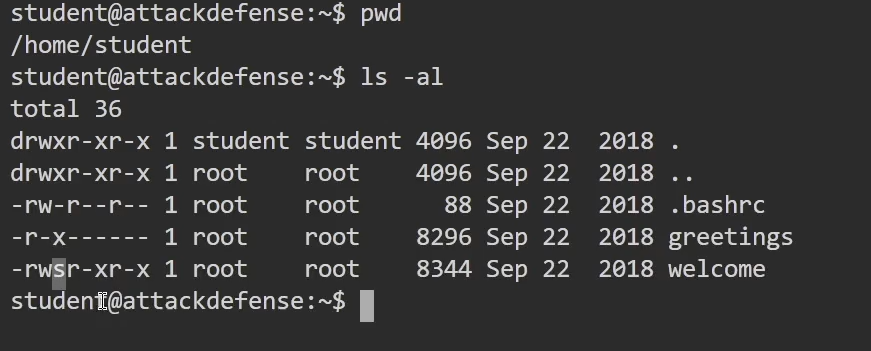 student@attackdefense:~$ pwd
/home/student
student@attackdefense:~$ ls -al
total 36
drwxr-xr-x 1 student student 4096 Sep 22  2018 .
drwxr-xr-x 1 root    root    4096 Sep 22  2018 ..
-rw-r--r-- 1 root    root      88 Sep 22  2018 .bashrc
-r-x------ 1 root    root    8296 Sep 22  2018 greetings
-rwsr-xr-x 1 root    root    8344 Sep 22  2018 welcome
student@attackdefense:~$